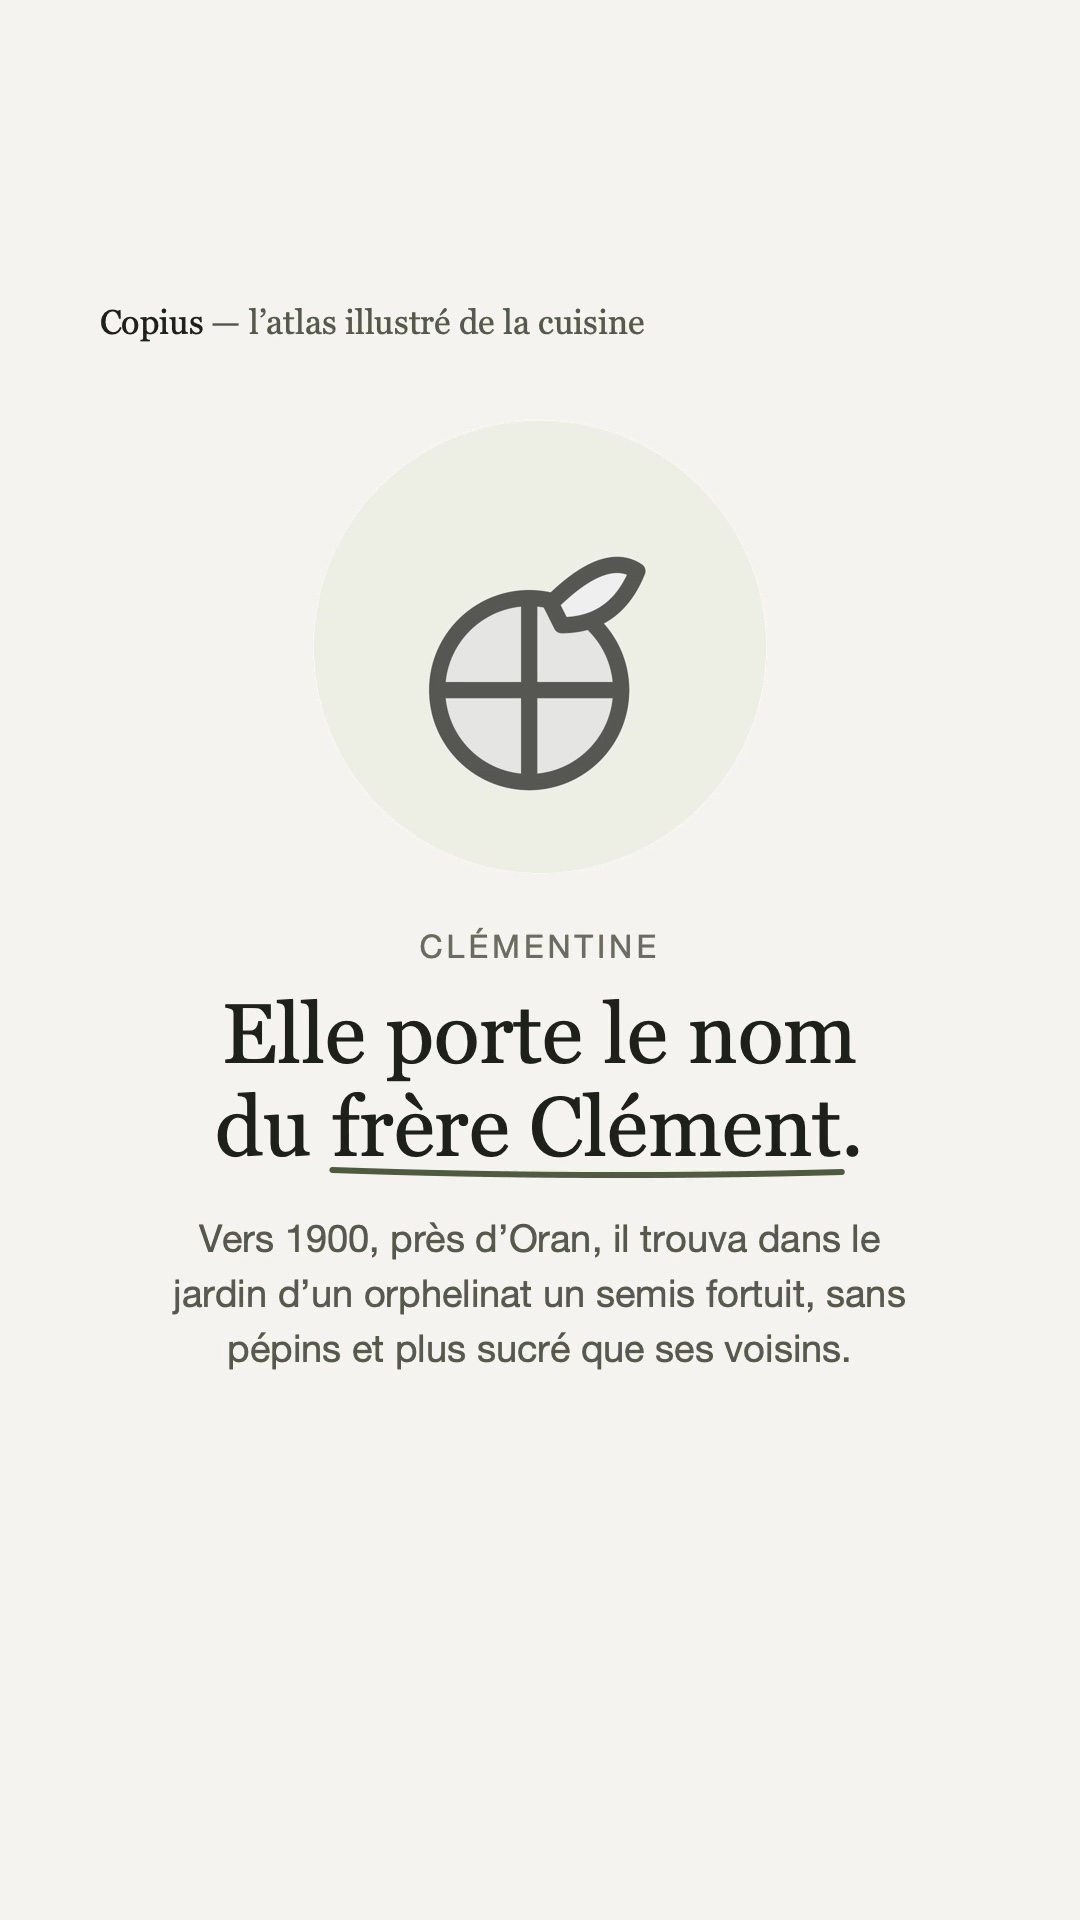 Copius — l’atlas illustré de la cuisine
CLÉMENTINE
Elle porte le nom
du frère Clément.
Vers 1900, près d’Oran, il trouva dans le
jardin d’un orphelinat un semis fortuit, sans
pépins et plus sucré que ses voisins.